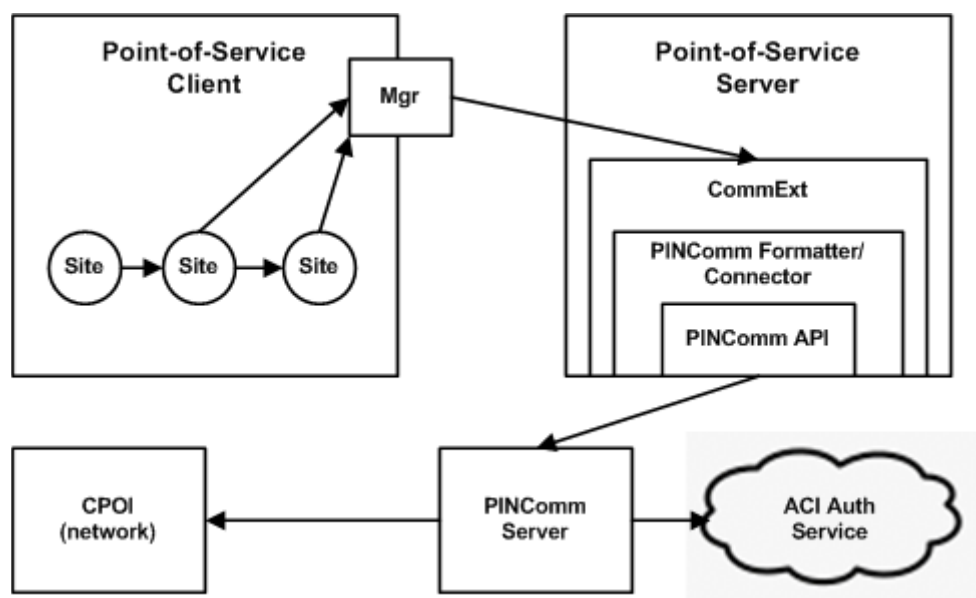 Point-of-Service
Client
Mgr
Site
Site
Site
Point-of-Service
Server
CommExt
PINComm Formatter/
Connector
PINComm API
CPOI
(network)
PINComm
Server
ACI Auth
Service